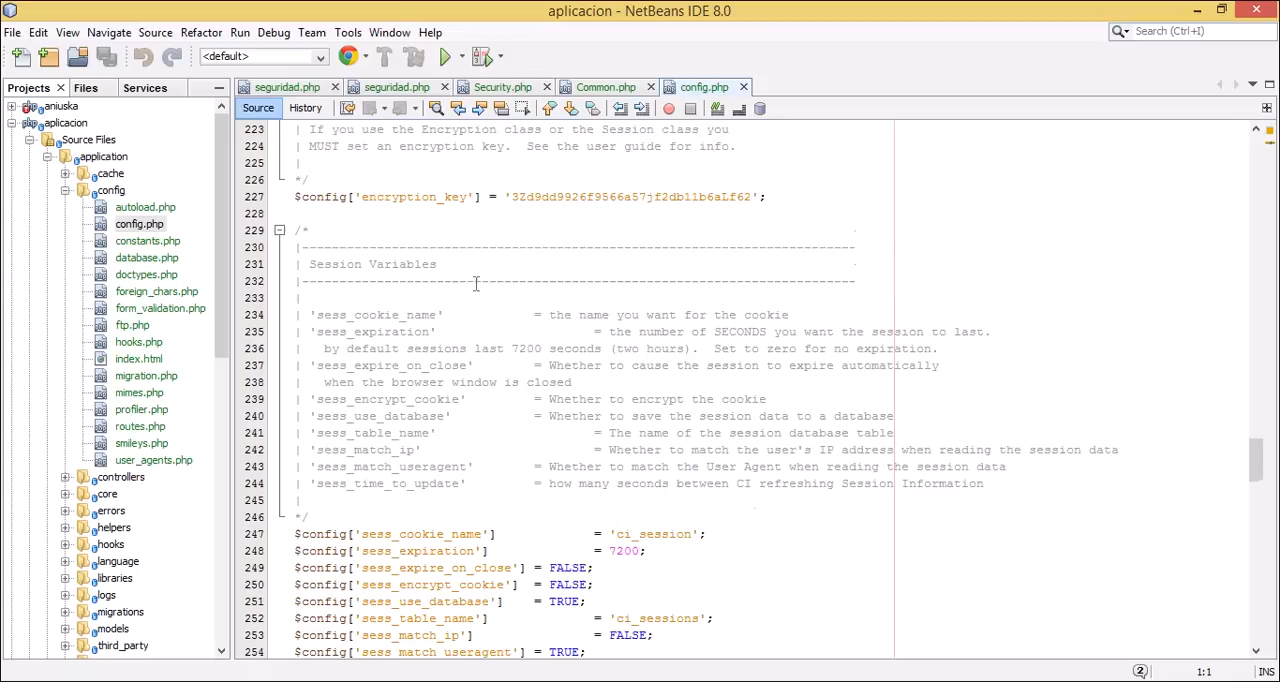 aplicacion - NetBeans IDE 8.0
File Edit View Navigate Source Refactor Run Debug Team Tools Window Help
Search (Ctrl+I)
<default>
Projects Files Services
seguridad.php seguridad.php Security.php Common.php config.php
Source History
aniuska
aplicacion
Source Files
application
cache
config
autoload.php
config.php
constants.php
database.php
doctypes.php
foreign_chars.php
form_validation.php
ftp.php
hooks.php
index.html
migration.php
mimes.php
profiler.php
routes.php
smileys.php
user_agents.php
controllers
core
errors
helpers
hooks
language
libraries
logs
migrations
models
third_party
223 | If you use the Encryption class or the Session class you
224 | MUST set an encryption key.  See the user guide for info.
225 |
226 */
227 $config['encryption_key'] = '3Zd9dd9926f9566a57jf2db1lb6aLf62';
228
229 /*
230 |--------------------------------------------------------------------------
231 | Session Variables
232 |--------------------------------------------------------------------------
233 |
234 | 'sess_cookie_name' = the name you want for the cookie
235 | 'sess_expiration' = the number of SECONDS you want the session to last.
236 |   by default sessions last 7200 seconds (two hours).  Set to zero for no expiration.
237 | 'sess_expire_on_close' = Whether to cause the session to expire automatically
238 |   when the browser window is closed
239 | 'sess_encrypt_cookie' = Whether to encrypt the cookie
240 | 'sess_use_database' = Whether to save the session data to a database
241 | 'sess_table_name' = The name of the session database table
242 | 'sess_match_ip' = Whether to match the user's IP address when reading the session data
243 | 'sess_match_useragent' = Whether to match the User Agent when reading the session data
244 | 'sess_time_to_update' = how many seconds between CI refreshing Session Information
245 |
246 */
247 $config['sess_cookie_name'] = 'ci_session';
248 $config['sess_expiration'] = 7200;
249 $config['sess_expire_on_close'] = FALSE;
250 $config['sess_encrypt_cookie'] = FALSE;
251 $config['sess_use_database'] = TRUE;
252 $config['sess_table_name'] = 'ci_sessions';
253 $config['sess_match_ip'] = FALSE;
254 $config['sess_match_useragent'] = TRUE;
2 1:1 INS